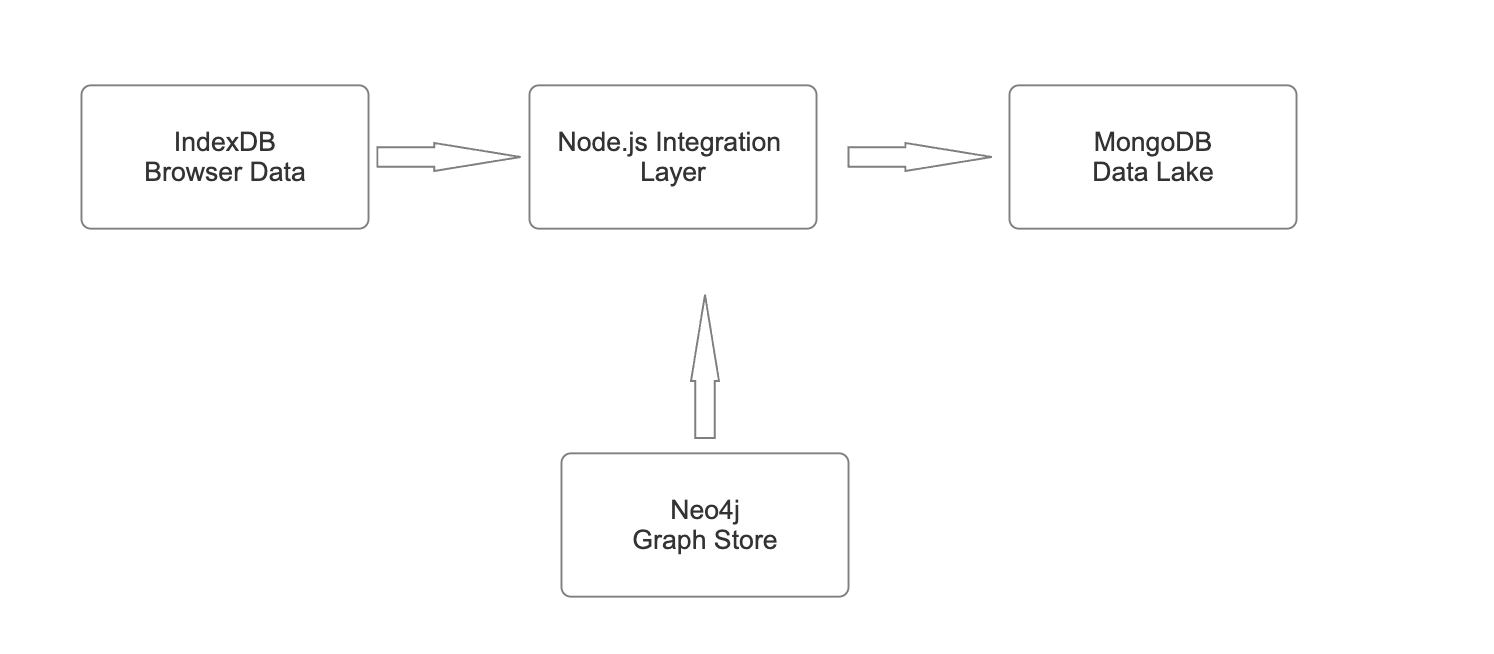 IndexDB
Browser Data
Node.js Integration
Layer
MongoDB
Data Lake
Neo4j
Graph Store